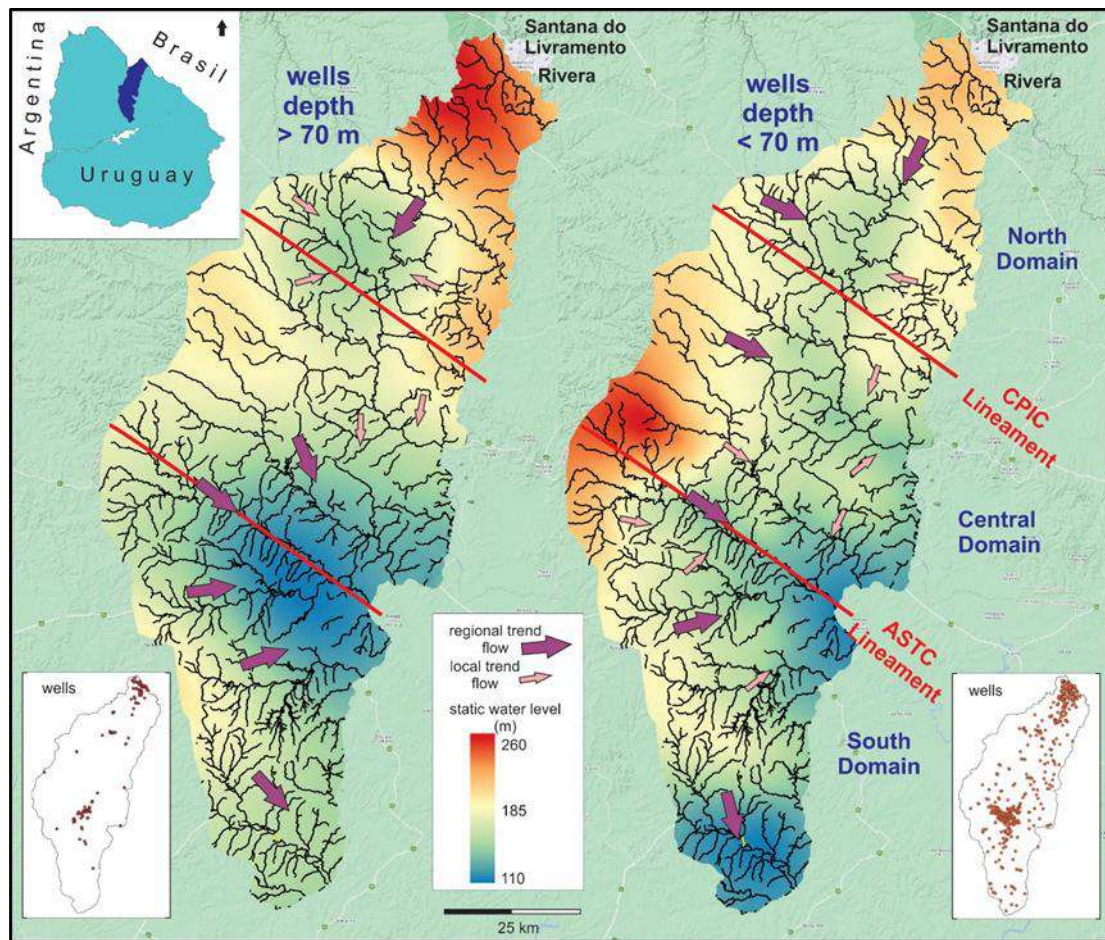 Argentina
Brasil
Uruguay
wells
depth
> 70 m
Santana do
Livramento
Rivera
wells
depth
< 70 m
Santana do
Livramento
Rivera
North
Domain
CPIC
Lineament
Central
Domain
ASTC
Lineament
South
Domain
regional trend
flow
local trend
flow
static water level
(m)
260
185
110
25 km
wells
wells